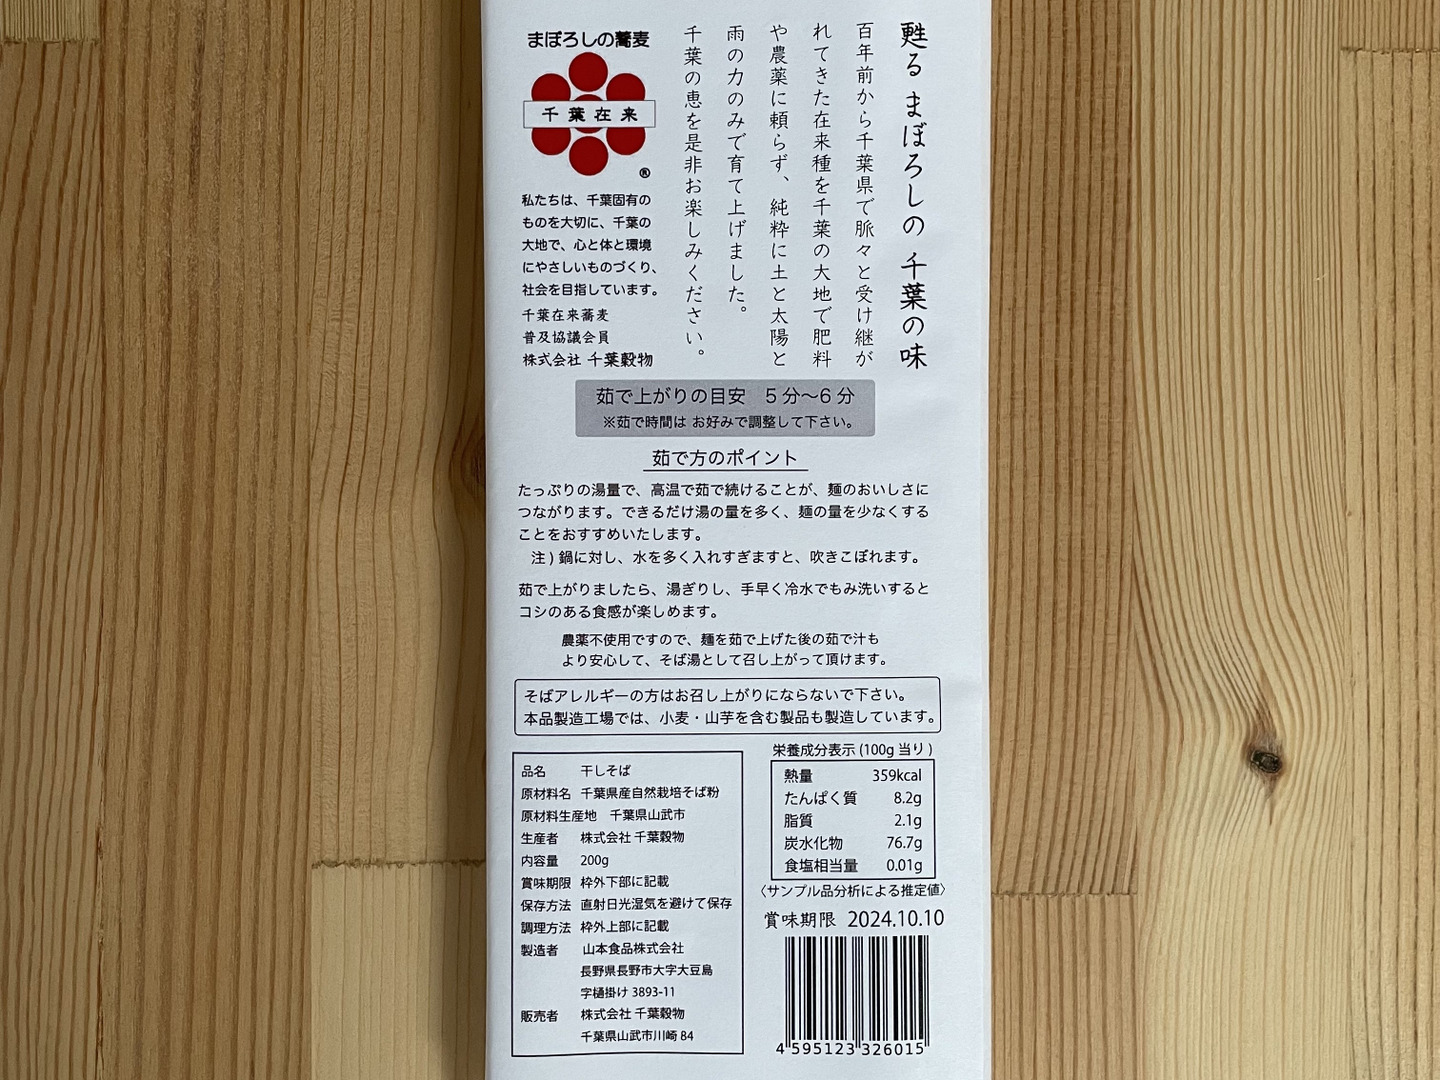 甦る まぼろしの 千葉の味
百年前から千葉県で脈々と受け継が
れてきた在来種を千葉の大地で肥料
や農薬に頼らず、純粋に土と太陽と
雨の力のみで育て上げました。
千葉の恵を是非お楽しみください。
まぼろしの蕎麦
千葉在来
®
私たちは、千葉固有の
ものを大切に、千葉の
大地で、心と体と環境
にやさしいものづくり、
社会を目指しています。
千葉在来蕎麦
普及協議会員
株式会社 千葉穀物
茹で上がりの目安 5分〜6分
※茹で時間は お好みで調整して下さい。
茹で方のポイント
たっぷりの湯量で、高温で茹で続けることが、麺のおいしさに
つながります。できるだけ湯の量を多く、麺の量を少なくする
ことをおすすめいたします。
注）鍋に対し、水を多く入れすぎますと、吹きこぼれます。
茹で上がりましたら、湯ぎりし、手早く冷水でもみ洗いすると
コシのある食感が楽しめます。
農薬不使用ですので、麺を茹で上げた後の茹で汁も
より安心して、そば湯として召し上がって頂けます。
そばアレルギーの方はお召し上がりにならないで下さい。
本品製造工場では、小麦・山芋を含む製品も製造しています。
品名 干しそば
原材料名 千葉県産自然栽培そば粉
原材料生産地 千葉県山武市
生産者 株式会社 千葉穀物
内容量 200g
賞味期限 枠外下部に記載
保存方法 直射日光湿気を避けて保存
調理方法 枠外上部に記載
製造者 山本食品株式会社
長野県長野市大字大豆島
字樋掛け 3893-11
販売者 株式会社 千葉穀物
千葉県山武市川崎 84
栄養成分表示 (100g 当り)
熱量 359kcal
たんぱく質 8.2g
脂質 2.1g
炭水化物 76.7g
食塩相当量 0.01g
〈サンプル品分析による推定値〉
賞味期限 2024.10.10
4 595123 326015